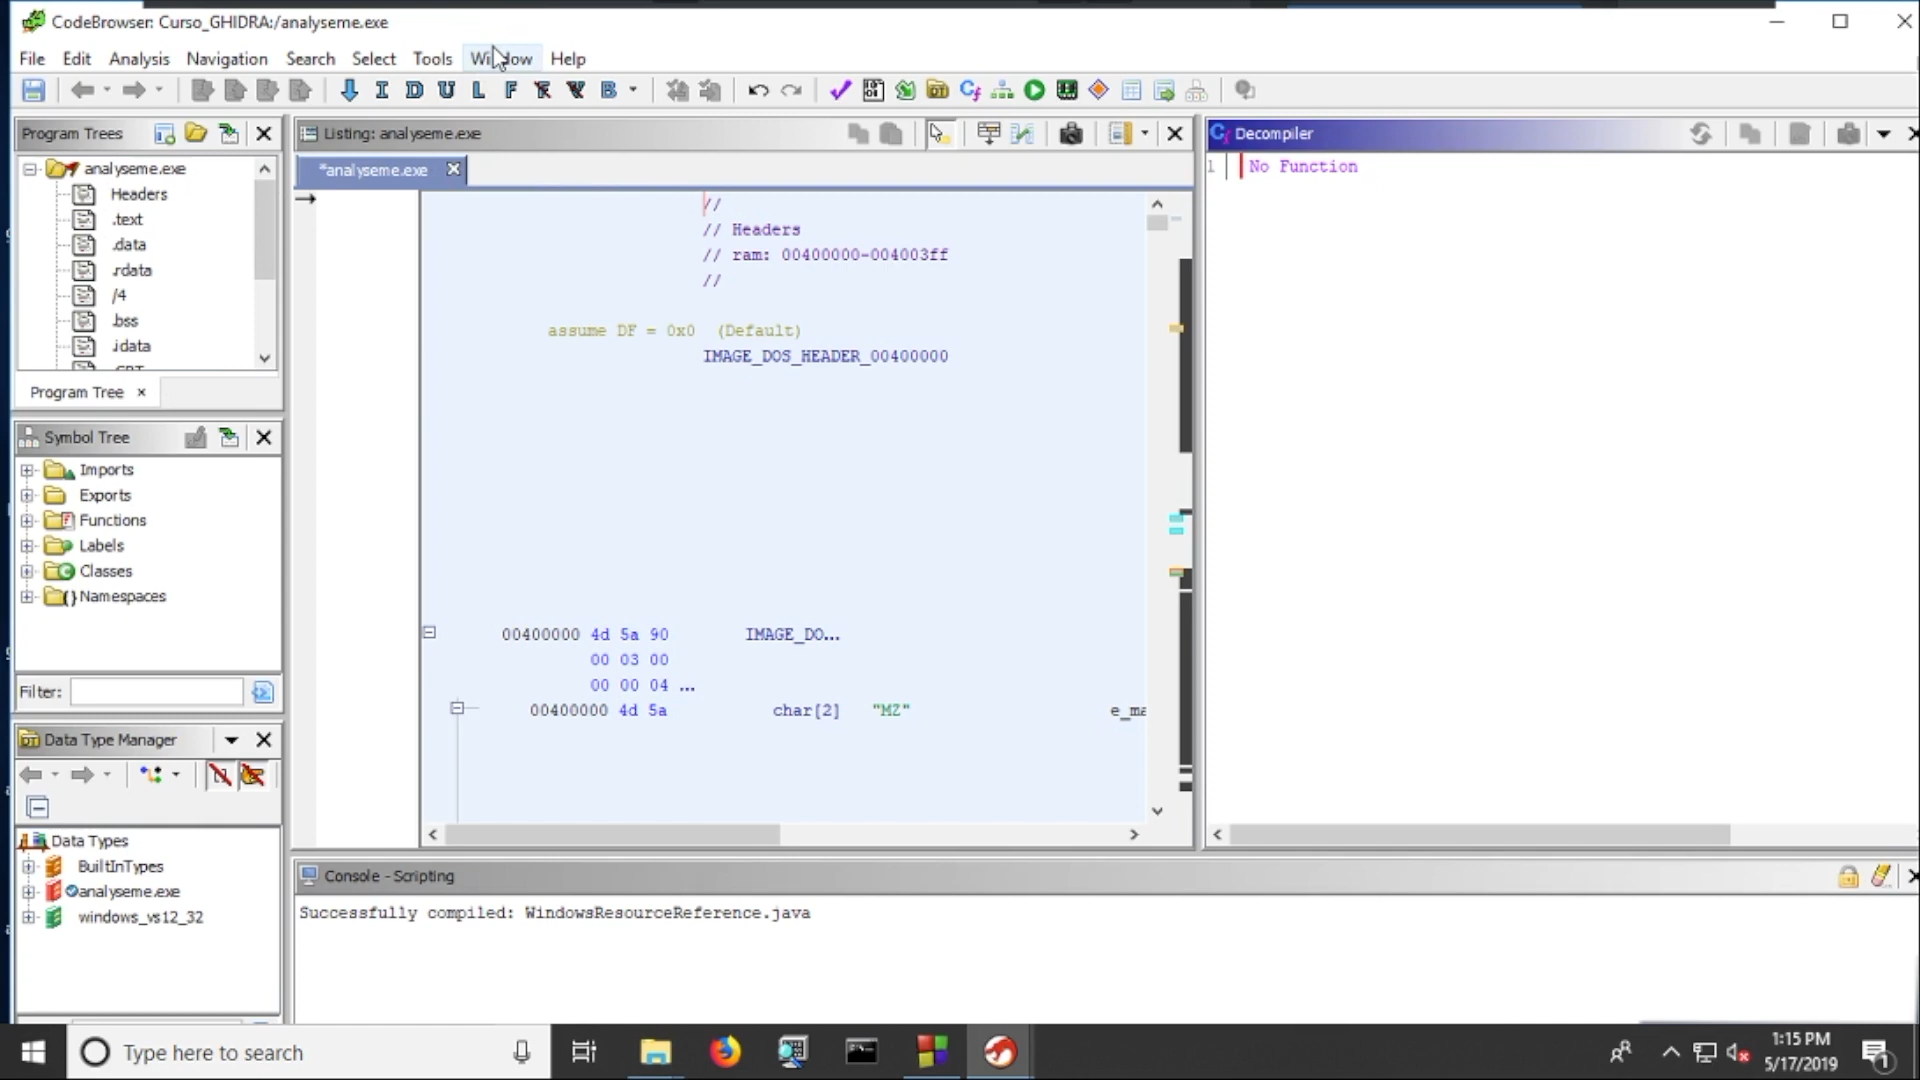 CodeBrowser: Curso_GHIDRA:/analyseme.exe
File Edit Analysis Navigation Search Select Tools Window Help
I D U L F B
Program Trees
analyseme.exe
Headers
.text
.data
.rdata
/4
.bss
.idata
Program Tree ×
Symbol Tree
Imports
Exports
Functions
Labels
Classes
Namespaces
Filter:
Data Type Manager
Data Types
BuiltInTypes
analyseme.exe
windows_vs12_32
Listing: analyseme.exe
*analyseme.exe
//
// Headers
// ram: 00400000-004003ff
//
assume DF = 0x0 (Default)
IMAGE_DOS_HEADER_00400000
00400000 4d 5a 90 IMAGE_DO...
00 03 00
00 00 04 ...
00400000 4d 5a char[2] "MZ" e_ma
Decompiler
1 No Function
Console - Scripting
Successfully compiled: WindowsResourceReference.java
Type here to search
1:15 PM
5/17/2019
1